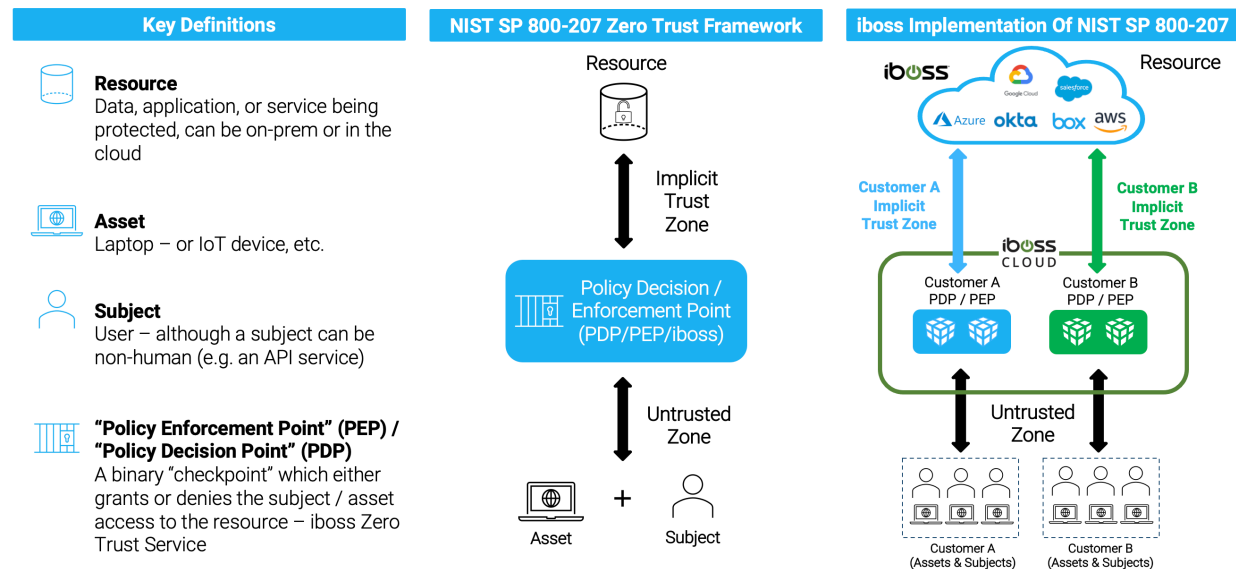 Key Definitions
Resource
Data, application, or service being
protected, can be on-prem or in the
cloud
Asset
Laptop – or IoT device, etc.
Subject
User – although a subject can be
non-human (e.g. an API service)
“Policy Enforcement Point” (PEP) /
“Policy Decision Point” (PDP)
A binary “checkpoint” which either
grants or denies the subject / asset
access to the resource – iboss Zero
Trust Service
NIST SP 800-207 Zero Trust Framework
Resource
Implicit
Trust
Zone
Policy Decision /
Enforcement Point
(PDP/PEP/iboss)
Untrusted
Zone
+
Asset
Subject
iboss Implementation Of NIST SP 800-207
iboss
Resource
Google Cloud
salesforce
Azure
okta
box
aws
Customer A
Implicit
Trust Zone
Customer B
Implicit
Trust Zone
iboss
CLOUD
Customer A
PDP / PEP
Customer B
PDP / PEP
Untrusted
Zone
Customer A
(Assets & Subjects)
Customer B
(Assets & Subjects)